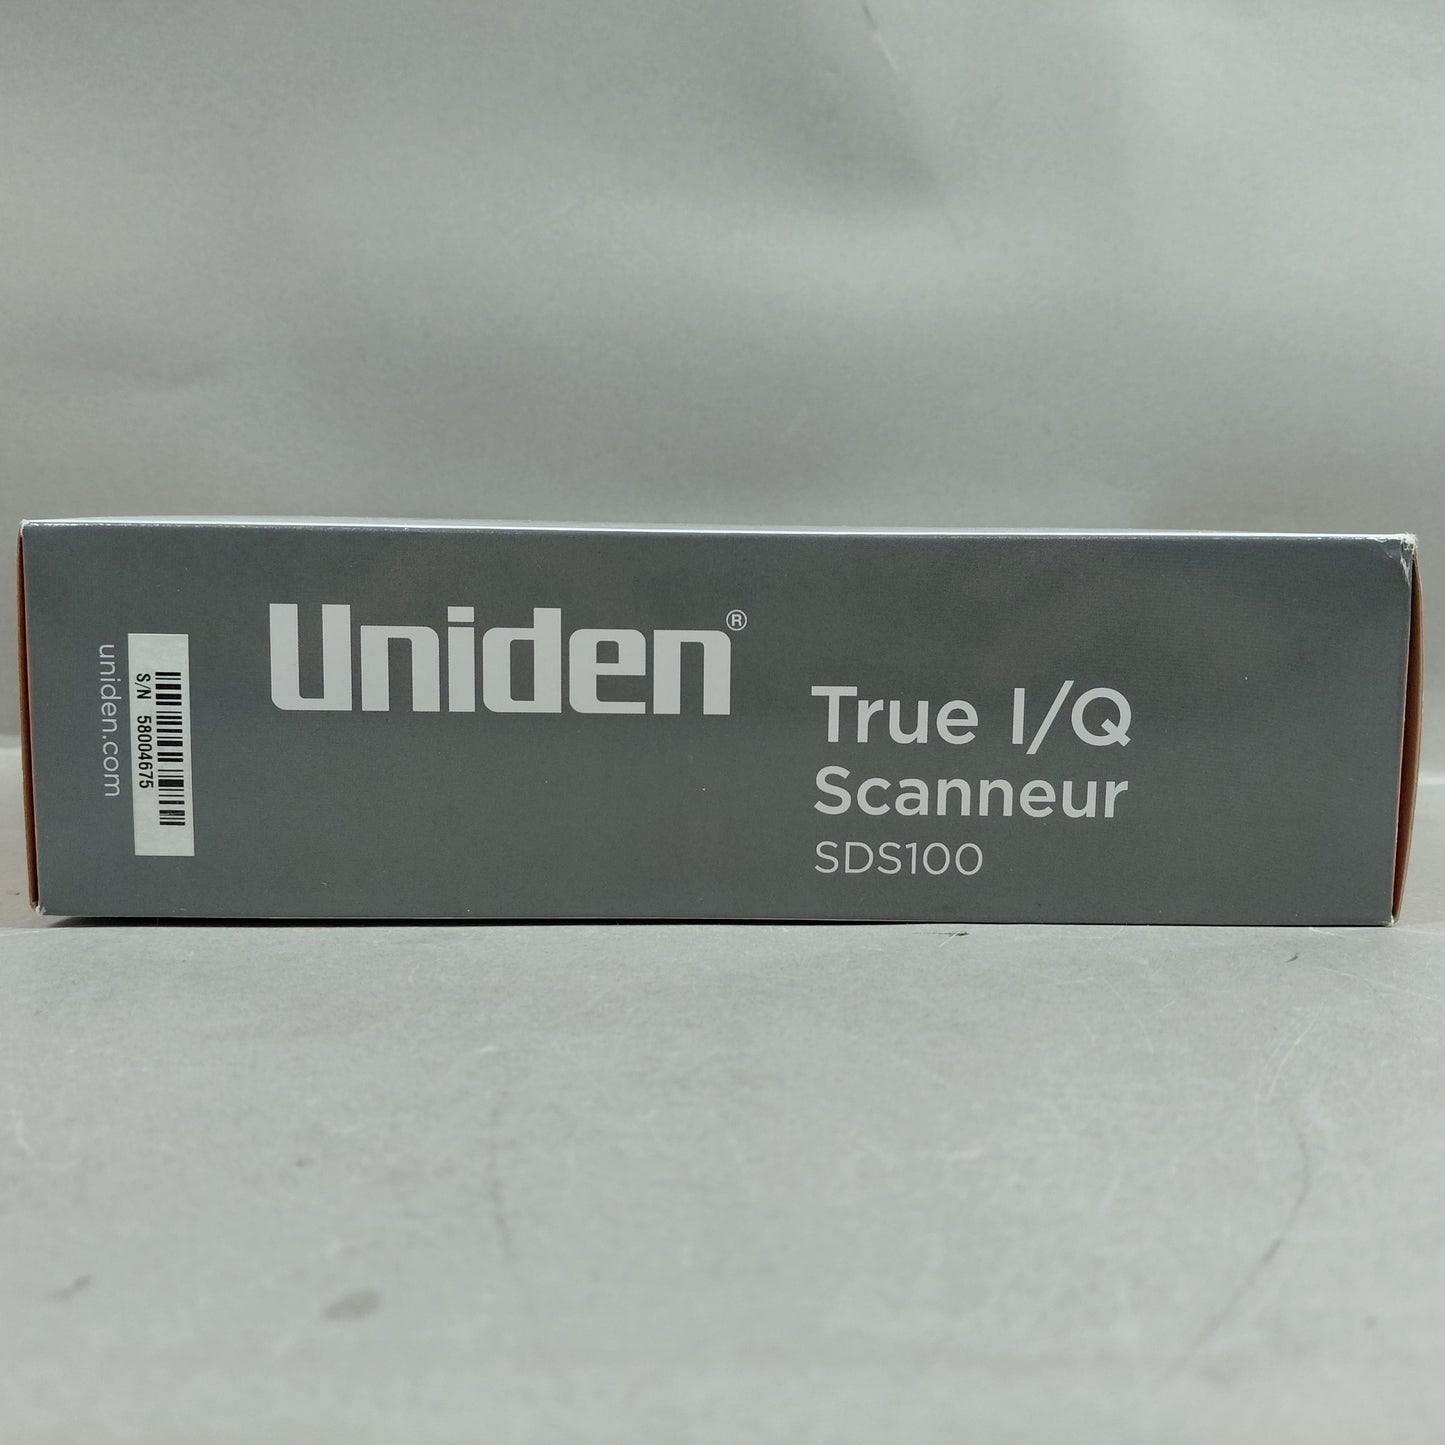 uniden.com
S/N 58004675
Uniden®
True I/Q
Scanneur
SDS100